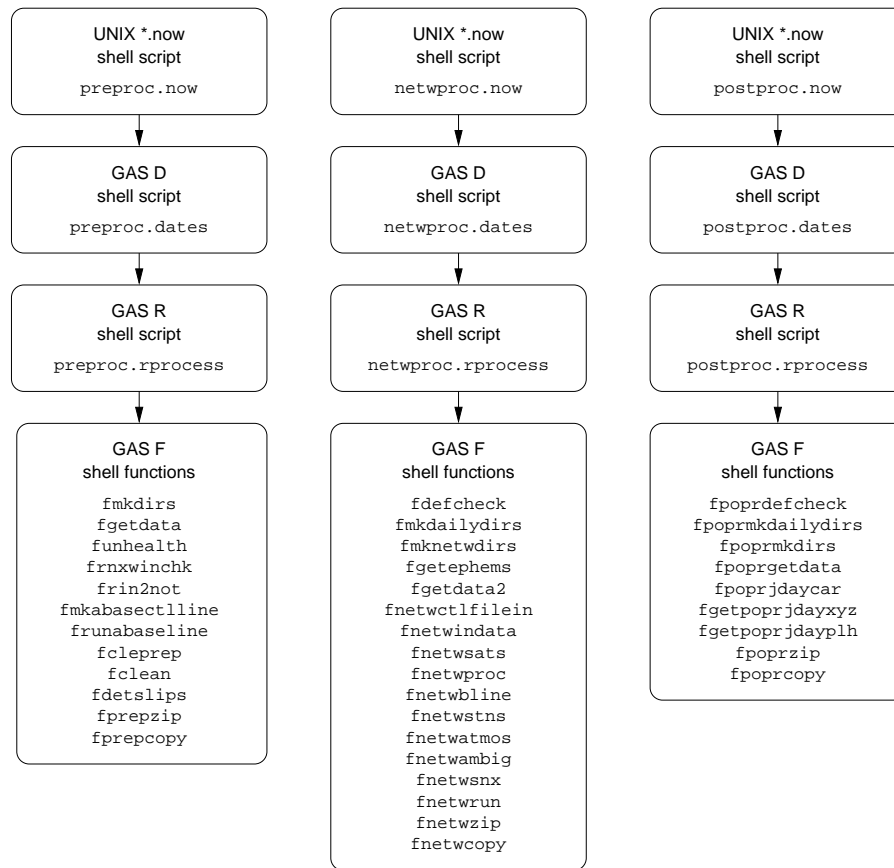 UNIX *.now
shell script
preproc.now
GAS D
shell script
preproc.dates
GAS R
shell script
preproc.rprocess
GAS F
shell functions
fmkdirs
fgetdata
funhealth
frnxwinchk
frin2not
fmkabasectlline
frunabaseline
fcleprep
fclean
fdetslips
fprepzip
fprepcopy
UNIX *.now
shell script
netwproc.now
GAS D
shell script
netwproc.dates
GAS R
shell script
netwproc.rprocess
GAS F
shell functions
fdefcheck
fmkdailydirs
fmknetwdirs
fgetephems
fgetdata2
fnetwctlfilein
fnetwindata
fnetwsats
fnetwproc
fnetwbline
fnetwstns
fnetwatmos
fnetwambig
fnetwsnx
fnetwrun
fnetwzip
fnetwcopy
UNIX *.now
shell script
postproc.now
GAS D
shell script
postproc.dates
GAS R
shell script
postproc.rprocess
GAS F
shell functions
fpoprdefcheck
fpoprmkdailydirs
fpoprmkdirs
fpoprgetdata
fpoprjdaycar
fgetpoprjdayxyz
fgetpoprjdayplh
fpoprzip
fpoprcopy